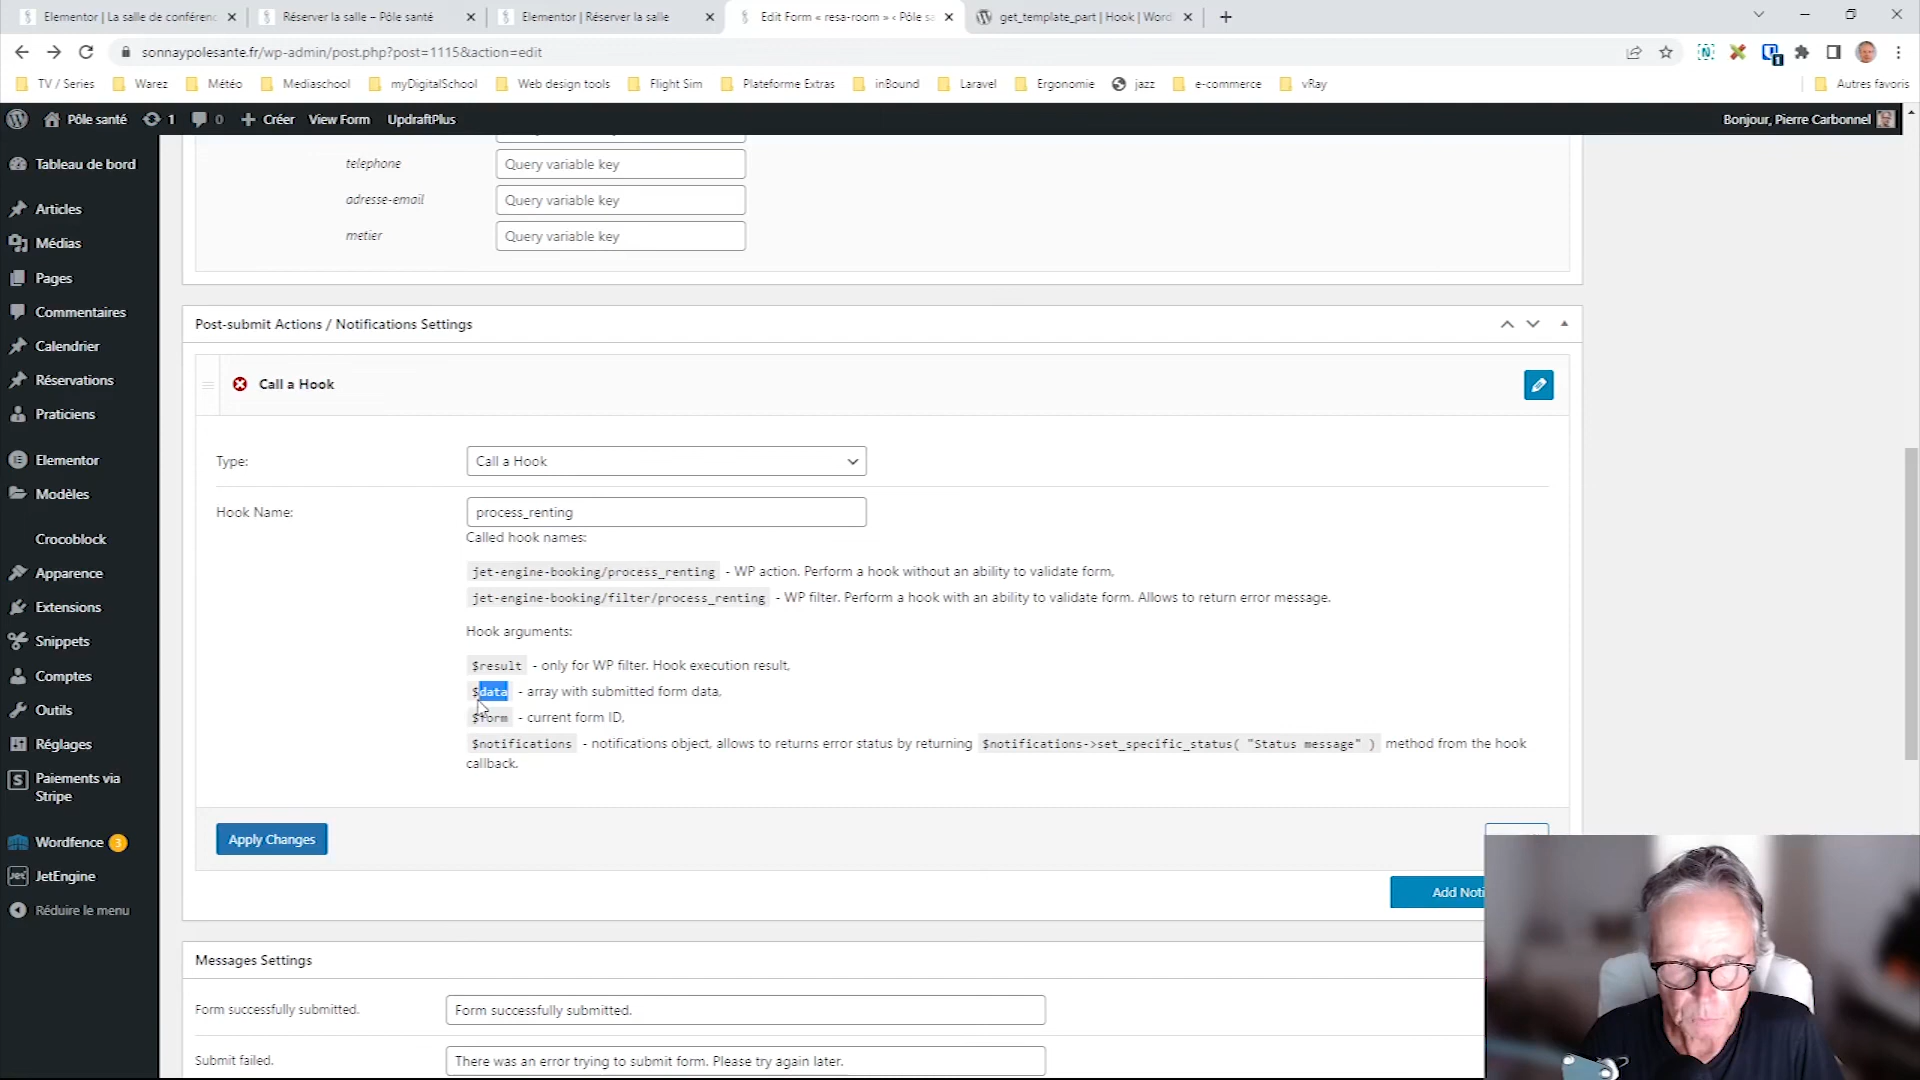 Elementor | La salle de conférenc
Réserver la salle – Pôle santé
Elementor | Réserver la salle
Edit Form « resa-room » ‹ Pôle sa
get_template_part | Hook | Word
sonnaypolesante.fr/wp-admin/post.php?post=1115&action=edit
TV / Series
Warez
Météo
Mediaschool
myDigitalSchool
Web design tools
Flight Sim
Plateforme Extras
inBound
Laravel
Ergonomie
jazz
e-commerce
vRay
Autres favoris
Pôle santé
1
0
Créer
View Form
UpdraftPlus
Bonjour, Pierre Carbonnel
Tableau de bord
Articles
Médias
Pages
Commentaires
Calendrier
Réservations
Praticiens
Elementor
Modèles
Crocoblock
Apparence
Extensions
Snippets
Comptes
Outils
Réglages
Paiements via
Stripe
Wordfence 3
JetEngine
Réduire le menu
telephone
Query variable key
adresse-email
Query variable key
metier
Query variable key
Post-submit Actions / Notifications Settings
Call a Hook
Type:
Call a Hook
Hook Name:
process_renting
Called hook names:
jet-engine-booking/process_renting - WP action. Perform a hook without an ability to validate form,
jet-engine-booking/filter/process_renting - WP filter. Perform a hook with an ability to validate form. Allows to return error message.
Hook arguments:
$result - only for WP filter. Hook execution result,
$data - array with submitted form data,
$form - current form ID,
$notifications - notifications object, allows to returns error status by returning $notifications->set_specific_status( "Status message" ) method from the hook
callback.
Apply Changes
Add Noti
Messages Settings
Form successfully submitted.
Form successfully submitted.
Submit failed.
There was an error trying to submit form. Please try again later.